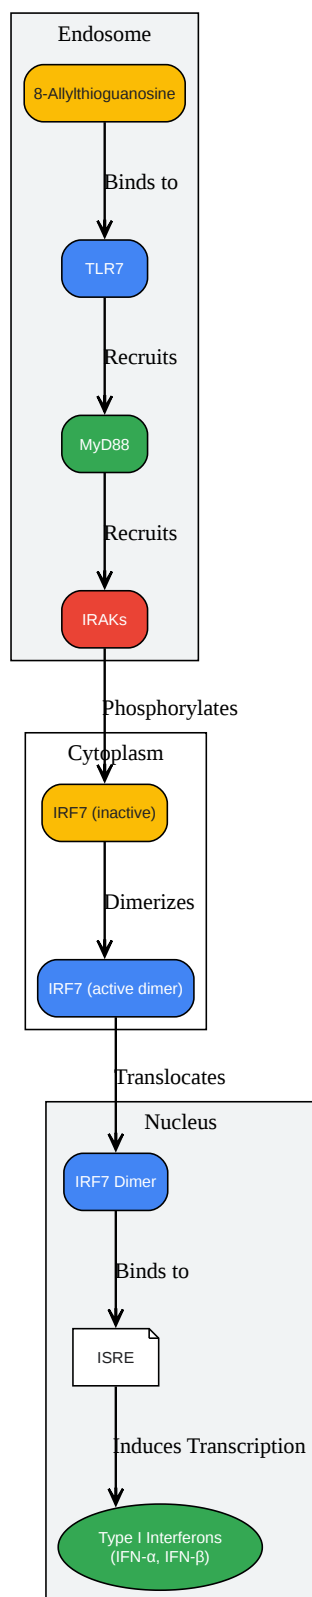 Endosome
8-Allylthioguanosine
Binds to
TLR7
Recruits
MyD88
Recruits
IRAKs
Phosphorylates
Cytoplasm
IRF7 (inactive)
Dimerizes
IRF7 (active dimer)
Translocates
Nucleus
IRF7 Dimer
Binds to
ISRE
Induces Transcription
Type I Interferons
(IFN-α, IFN-β)